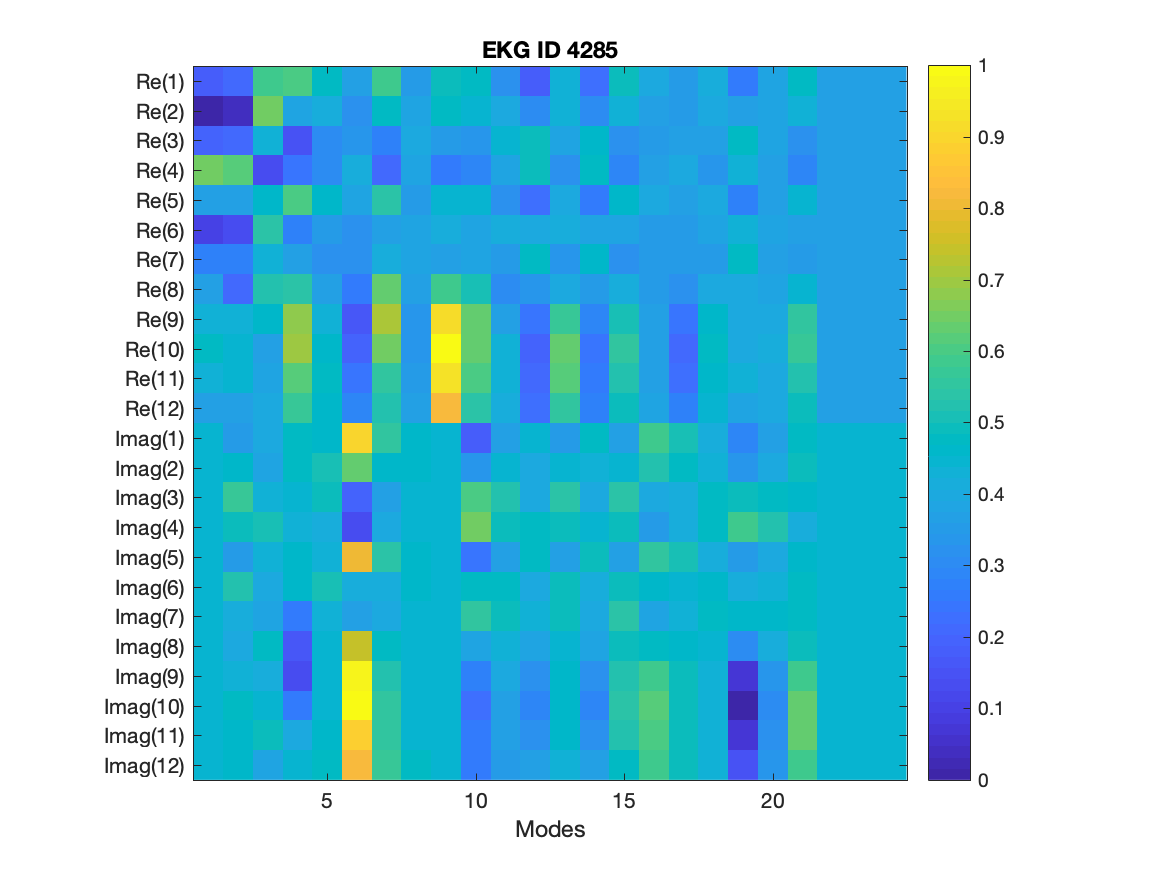 EKG ID 4285
Re(1)
Re(2)
Re(3)
Re(4)
Re(5)
Re(6)
Re(7)
Re(8)
Re(9)
Re(10)
Re(11)
Re(12)
Imag(1)
Imag(2)
Imag(3)
Imag(4)
Imag(5)
Imag(6)
Imag(7)
Imag(8)
Imag(9)
Imag(10)
Imag(11)
Imag(12)
5 10 15 20
Modes
1
0.9
0.8
0.7
0.6
0.5
0.4
0.3
0.2
0.1
0